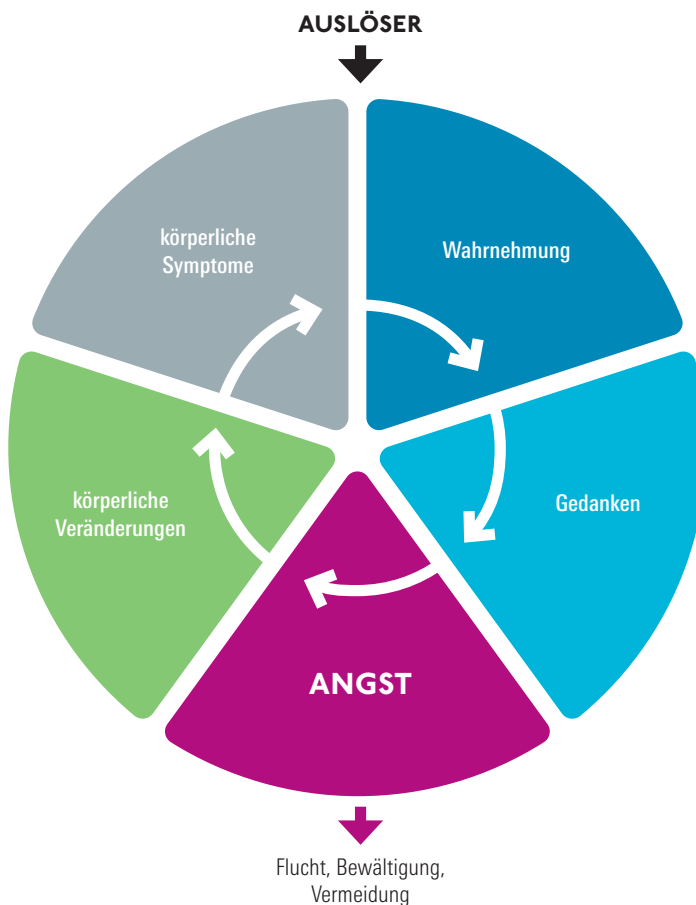 AUSLÖSER
körperliche
Symptome
Wahrnehmung
körperliche
Veränderungen
Gedanken
ANGST
Flucht, Bewältigung,
Vermeidung